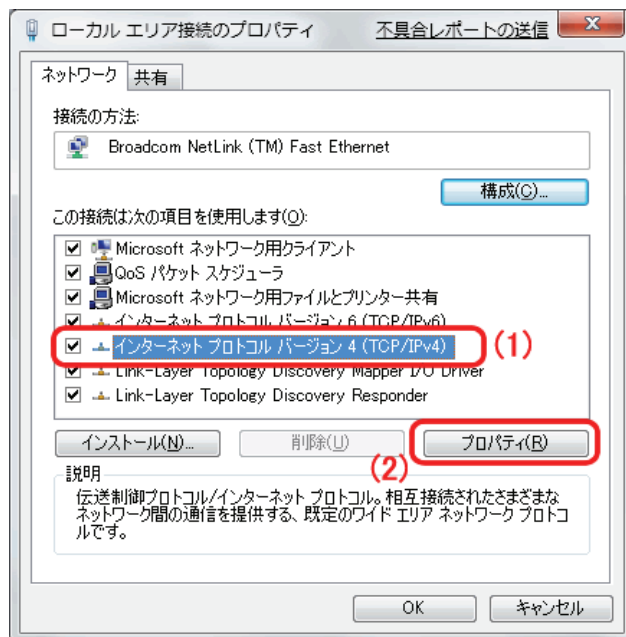 ローカル エリア接続のプロパティ 不具合レポートの送信
ネットワーク 共有
接続の方法:
Broadcom NetLink (TM) Fast Ethernet
構成(C)...
この接続は次の項目を使用します(O):
Microsoft ネットワーク用クライアント
QoS パケット スケジューラ
Microsoft ネットワーク用ファイルとプリンター共有
インターネット プロトコル バージョン 6 (TCP/IPv6)
インターネット プロトコル バージョン 4 (TCP/IPv4) (1)
Link-Layer Topology Discovery Mapper I/O Driver
Link-Layer Topology Discovery Responder
インストール(N)... 削除(U) プロパティ(R)
(2)
説明
伝送制御プロトコル/インターネット プロトコル。相互接続されたさまざまな
ネットワーク間の通信を提供する、既定のワイド エリア ネットワーク プロトコ
ルです。
OK キャンセル